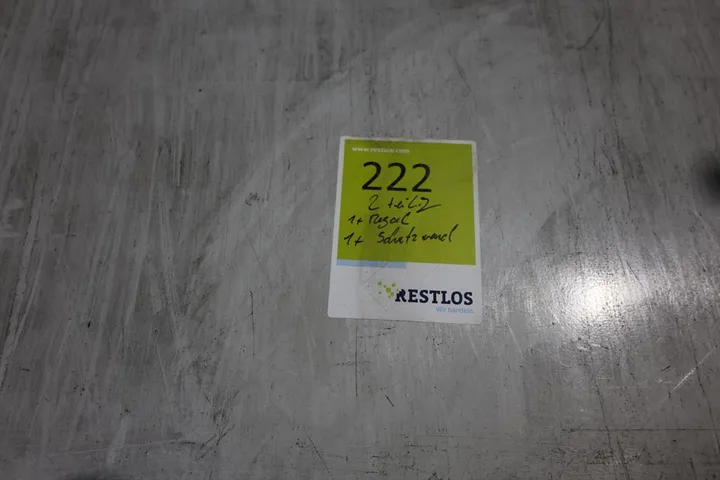 www.restlos.com
222
2 teilig
1x Regal
1x Schutzwand
RESTLOS
Wir handeln.